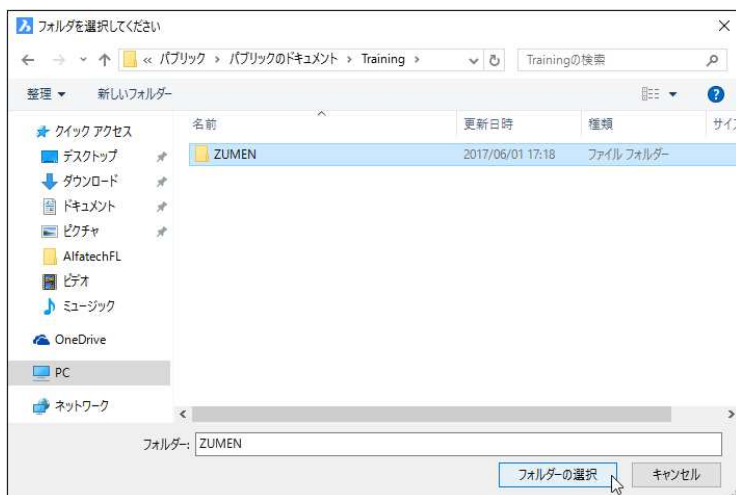 フォルダを選択してください
« パブリック › パブリックのドキュメント › Training ›
Trainingの検索
整理 新しいフォルダー
名前 更新日時 種類 サイズ
ZUMEN 2017/06/01 17:18 ファイル フォルダー
クイック アクセス
デスクトップ
ダウンロード
ドキュメント
ピクチャ
AlfatechFL
ビデオ
ミュージック
OneDrive
PC
ネットワーク
フォルダー: ZUMEN
フォルダーの選択 キャンセル